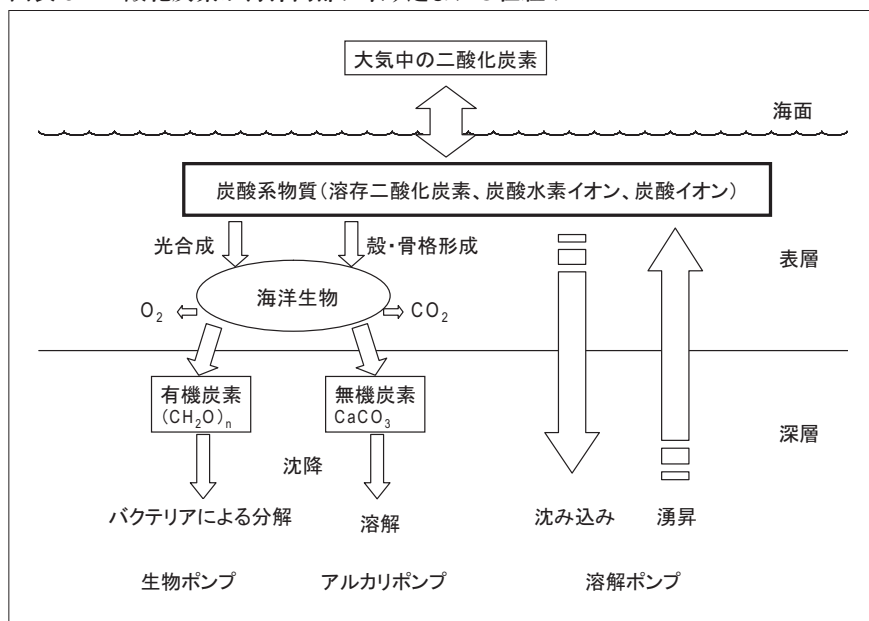 大気中の二酸化炭素
海面
炭酸系物質（溶存二酸化炭素、炭酸水素イオン、炭酸イオン）
光合成
殻・骨格形成
表層
海洋生物
O2
CO2
有機炭素
(CH2O)n
無機炭素
CaCO3
深層
沈降
バクテリアによる分解
溶解
沈み込み
湧昇
生物ポンプ
アルカリポンプ
溶解ポンプ